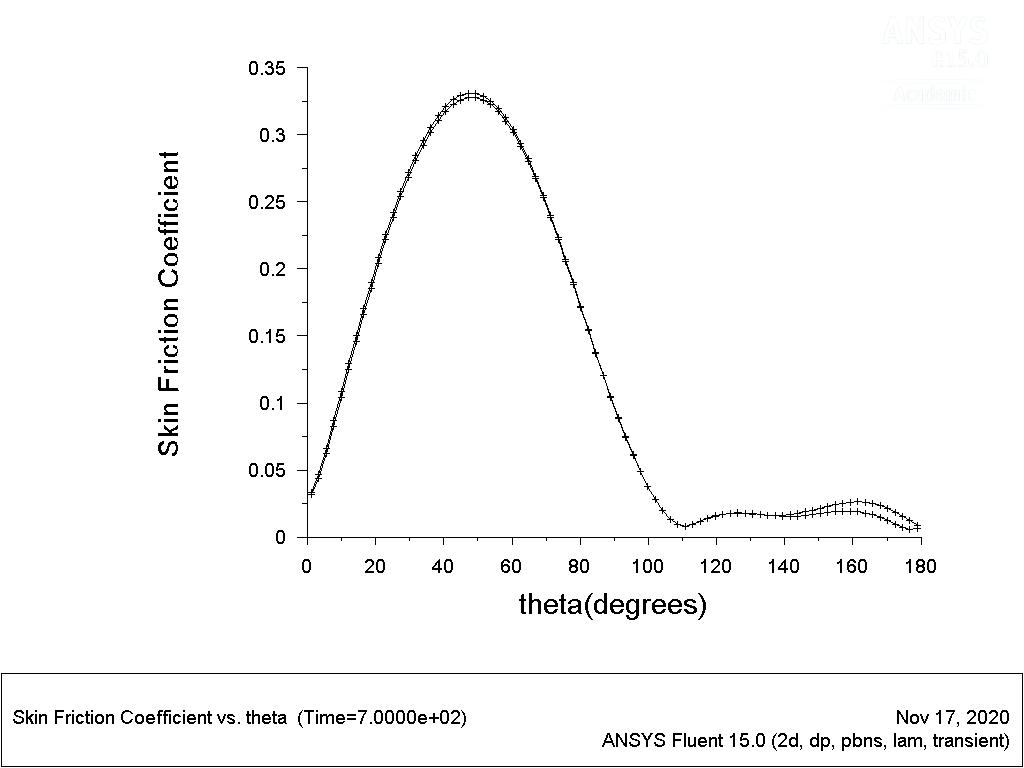 ANSYS
R15.0
Academic
0.35
0.3
0.25
0.2
0.15
0.1
0.05
0
Skin Friction Coefficient
0 20 40 60 80 100 120 140 160 180
theta(degrees)
Skin Friction Coefficient vs. theta (Time=7.0000e+02)
Nov 17, 2020
ANSYS Fluent 15.0 (2d, dp, pbns, lam, transient)